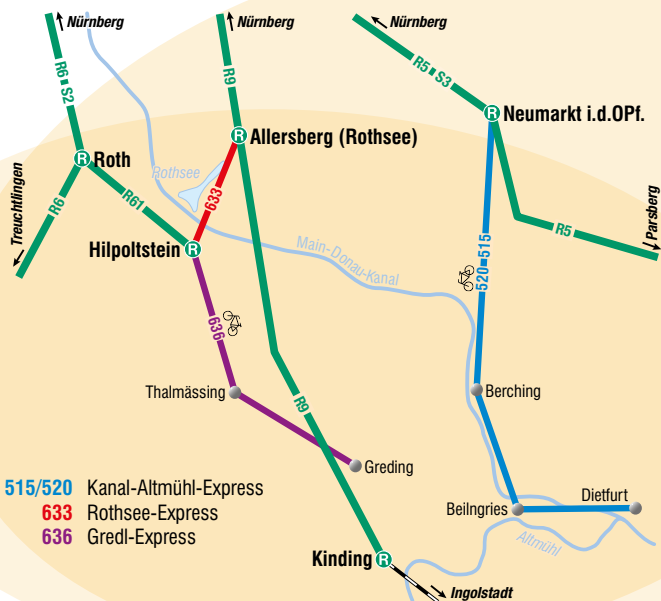 Nürnberg
Nürnberg
Nürnberg
R6 · S2
R9
R5 · S3
Neumarkt i.d.OPf.
Allersberg (Rothsee)
Roth
Rothsee
Treuchtlingen
R6
R61
633
Parsberg
R5
Hilpoltstein
Main-Donau-Kanal
520 · 515
636
Thalmässing
R9
Berching
Greding
515/520 Kanal-Altmühl-Express
633 Rothsee-Express
636 Gredl-Express
Beilngries
Dietfurt
Altmühl
Kinding
Ingolstadt